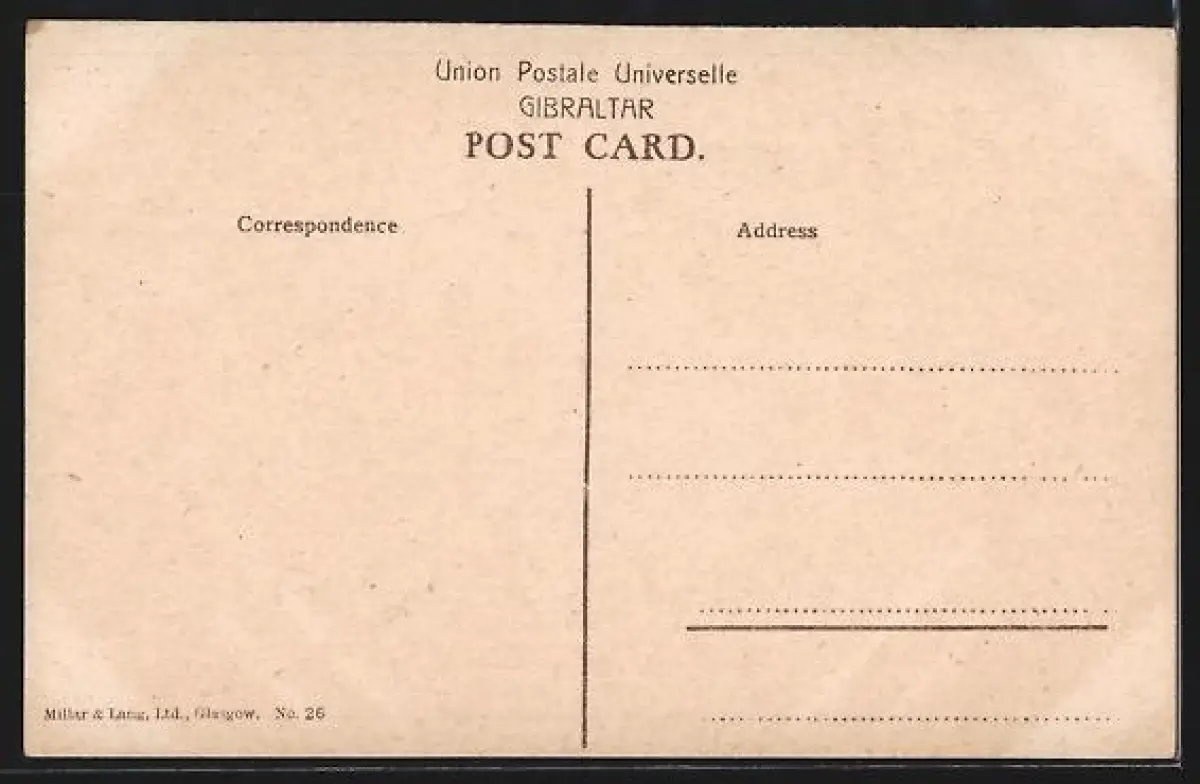 Union Postale Universelle
GIBRALTAR
POST CARD.
Correspondence
Address
Millar & Lang, Ltd., Glasgow. No. 26